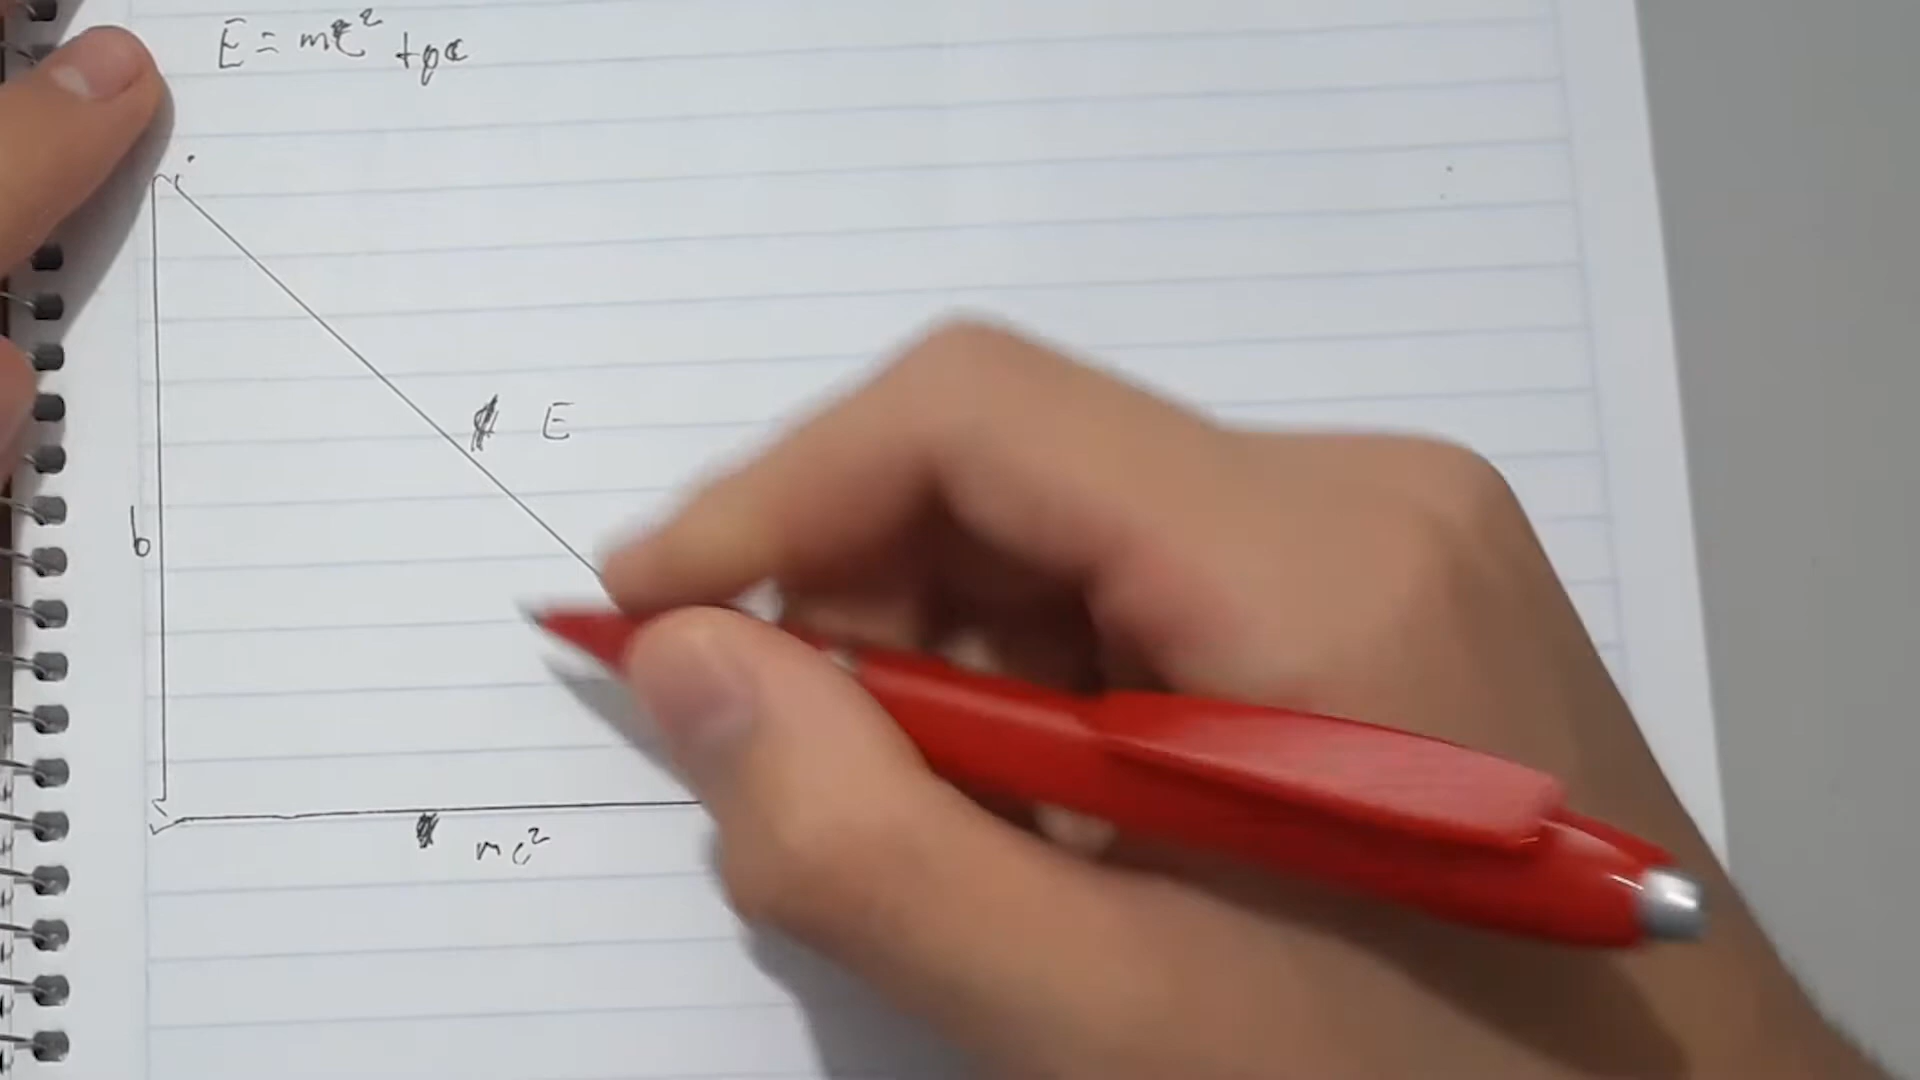 E = mc² + pc
E
b
mc²